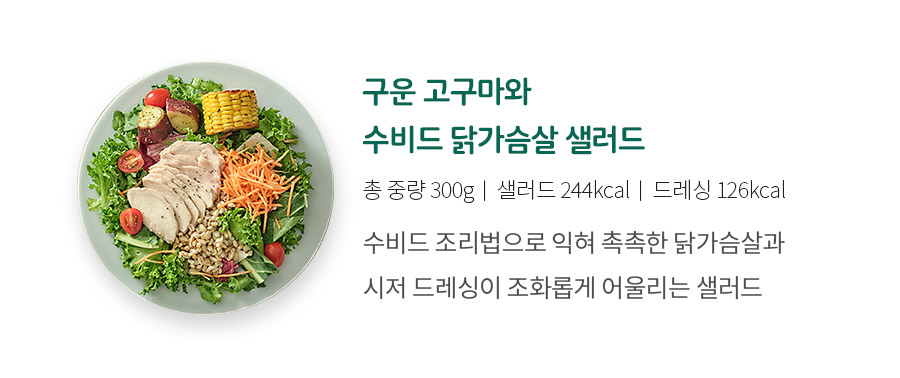 구운 고구마와
수비드 닭가슴살 샐러드
총 중량 300g | 샐러드 244kcal | 드레싱 126kcal
수비드 조리법으로 익혀 촉촉한 닭가슴살과
시저 드레싱이 조화롭게 어울리는 샐러드